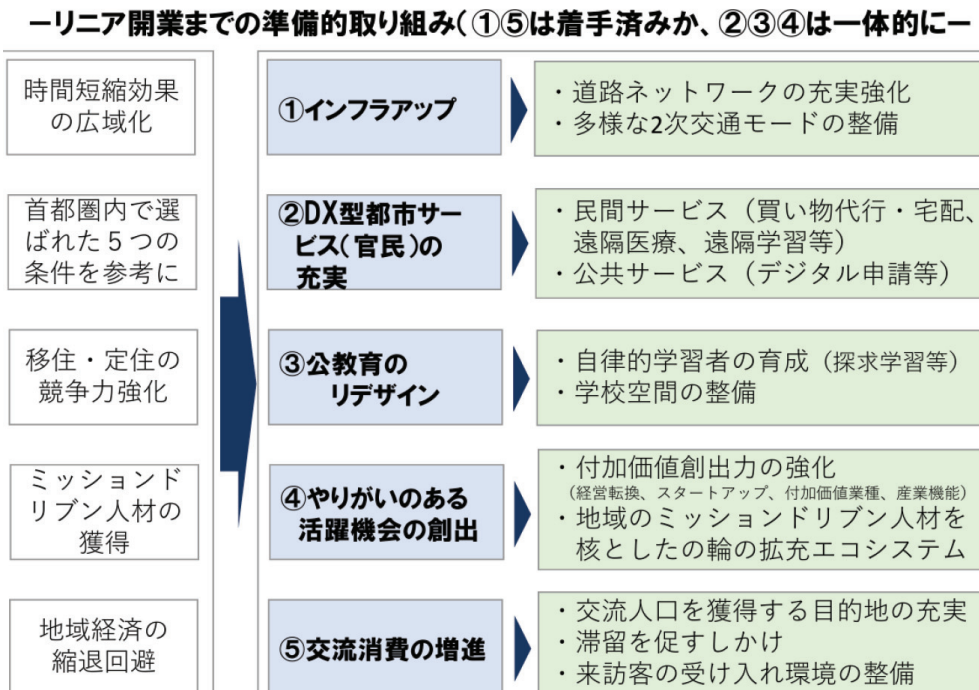 ーリニア開業までの準備的取り組み(①⑤は着手済みか、②③④は一体的にー
時間短縮効果
の広域化
首都圏内で選
ばれた５つの
条件を参考に
移住・定住の
競争力強化
ミッションド
リブン人材の
獲得
地域経済の
縮退回避
①インフラアップ
・道路ネットワークの充実強化
・多様な2次交通モードの整備
②DX型都市サー
ビス(官民)の
充実
・民間サービス（買い物代行・宅配、
遠隔医療、遠隔学習等）
・公共サービス（デジタル申請等）
③公教育の
リデザイン
・自律的学習者の育成（探求学習等）
・学校空間の整備
④やりがいのある
活躍機会の創出
・付加価値創出力の強化
（経営転換、スタートアップ、付加価値業種、産業機能）
・地域のミッションドリブン人材を
核としたの輪の拡充エコシステム
⑤交流消費の増進
・交流人口を獲得する目的地の充実
・滞留を促すしかけ
・来訪客の受け入れ環境の整備